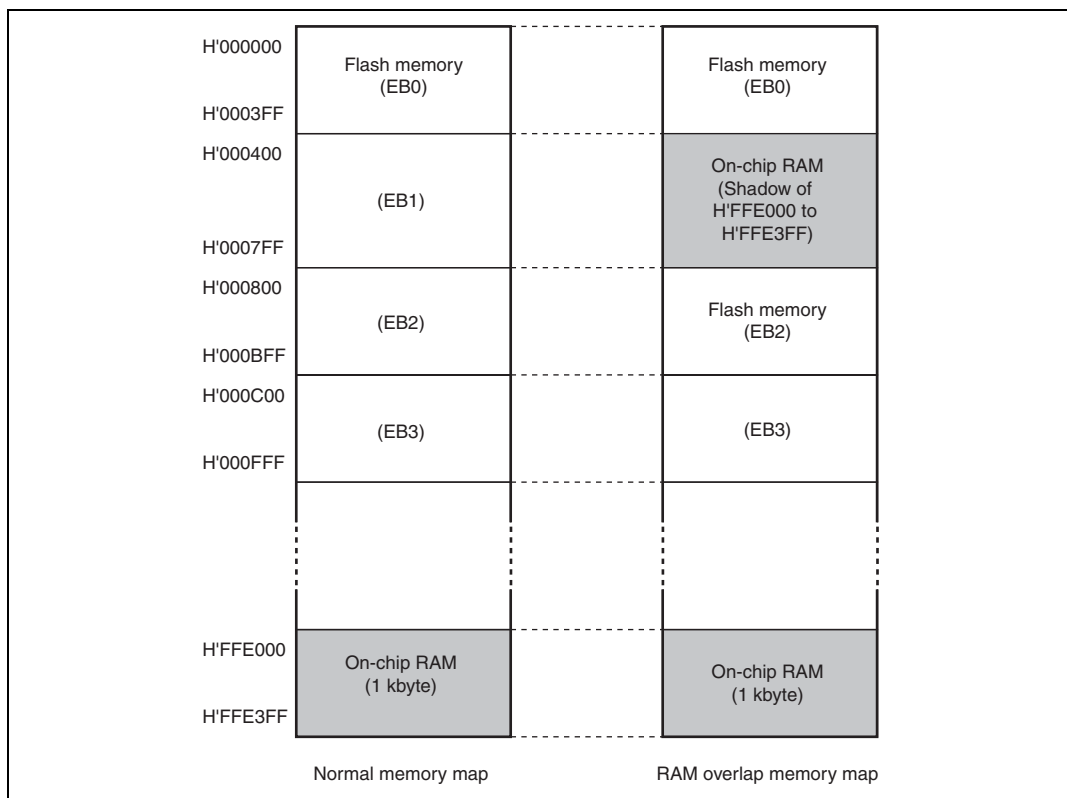 H'000000
Flash memory
(EB0)
Flash memory
(EB0)
H'0003FF
H'000400
(EB1)
On-chip RAM
(Shadow of
H'FFE000 to
H'FFE3FF)
H'0007FF
H'000800
(EB2)
Flash memory
(EB2)
H'000BFF
H'000C00
(EB3)
(EB3)
H'000FFF
H'FFE000
On-chip RAM
(1 kbyte)
On-chip RAM
(1 kbyte)
H'FFE3FF
Normal memory map
RAM overlap memory map